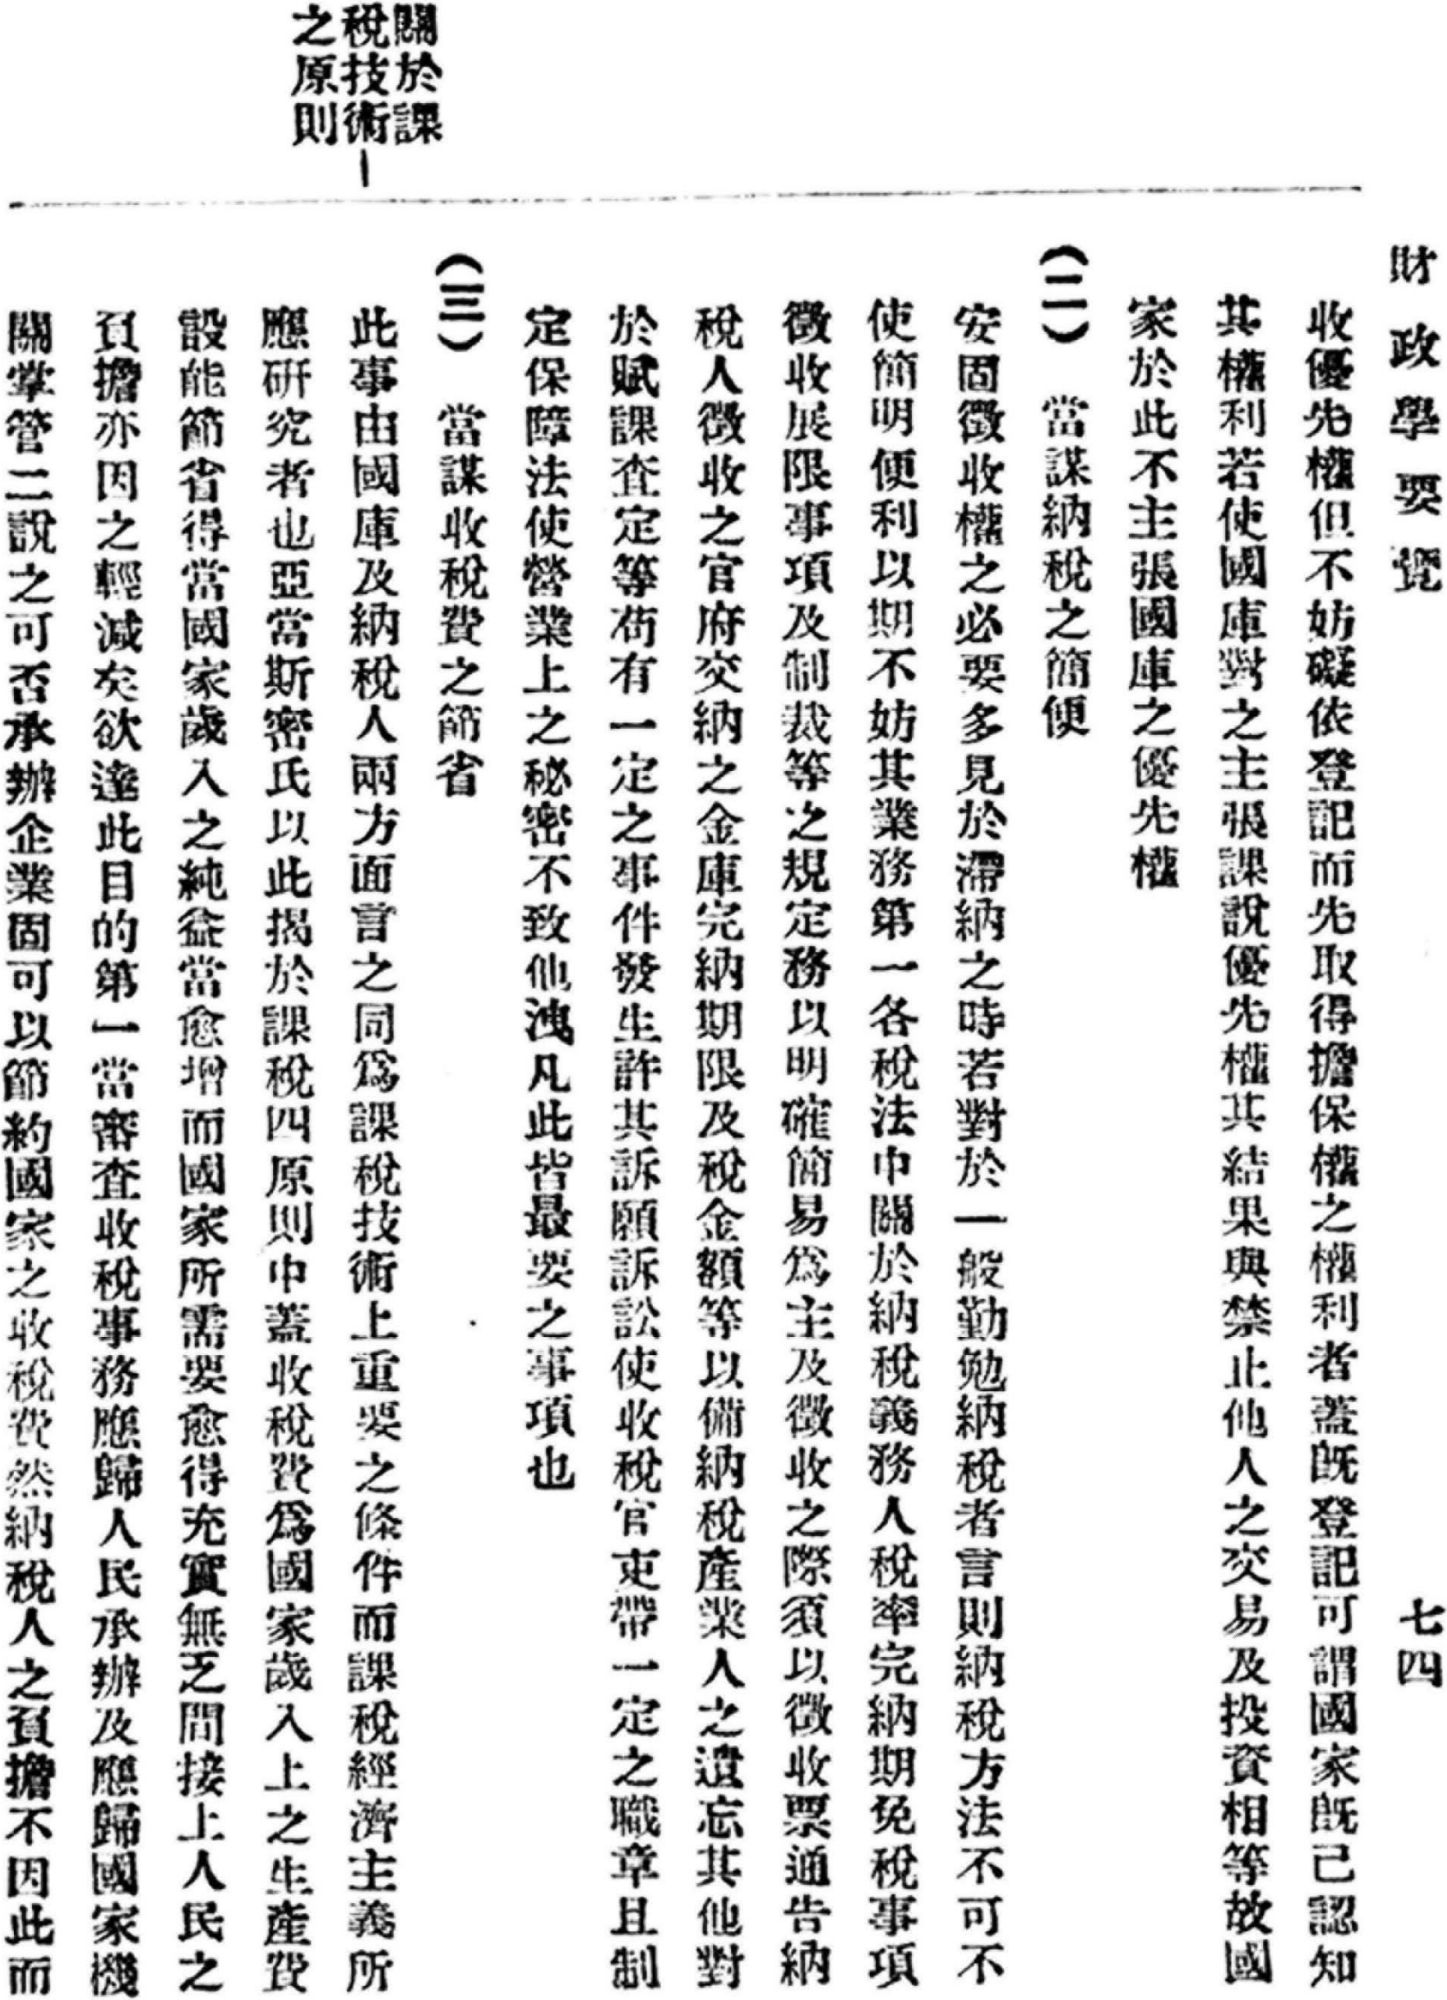 財政學要覽
七四
收優先權但不妨礙依登記而先取得擔保權之權利者蓋既登記可謂國家既己認知
其權利若使國庫對之主張課說優先權其結果與禁止他人之交易及投資相等故國
家於此不主張國庫之優先權
(二) 當謀納稅之簡便
安固徵收權之必要多見於滯納之時若對於一般勤勉納稅者言則納稅方法不可不
使簡明便利以期不妨其業務第一各稅法中關於納稅義務人稅率完納期免稅事項
徵收展限事項及制裁等之規定務以明確簡易爲主及徵收之際須以徵收票通告納
稅人徵收之官府交納之金庫完納期限及稅金額等以備納稅產業人之遺忘其他對
於賦課查定等苟有一定之事件發生許其訴願訴訟使收稅官吏帶一定之職章且制
定保障法使營業上之秘密不致他洩凡此皆最要之事項也
關於課
稅技術
之原則
(三) 當謀收稅費之節省
此事由國庫及納稅人兩方面言之同爲課稅技術上重要之條件而課稅經濟主義所
應研究者也亞當斯密氏以此揭於課稅四原則中蓋收稅費爲國家歲入上之生產費
設能節省得當國家歲入之純益當愈增而國家所需要愈得充實無乏間接上人民之
負擔亦因之輕減矣欲達此目的第一當審查收稅事務應歸人民承辦及應歸國家機
關掌管二說之可否承辦企業固可以節約國家之收稅費然納稅人之負擔不因此而